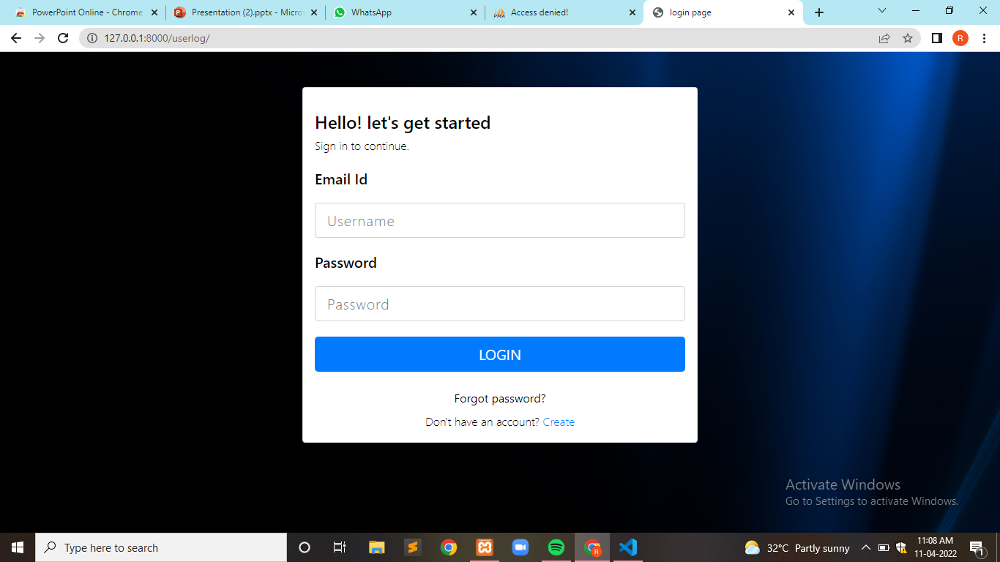 PowerPoint Online - Chrome
Presentation (2).pptx - Micros
WhatsApp
PMA
Access denied!
login page
127.0.0.1:8000/userlog/
R
Hello! let's get started
Sign in to continue.
Email Id
Username
Password
Password
LOGIN
Forgot password?
Don't have an account? Create
Activate Windows
Go to Settings to activate Windows.
Type here to search
R
32°C Partly sunny
11:08 AM
11-04-2022
1